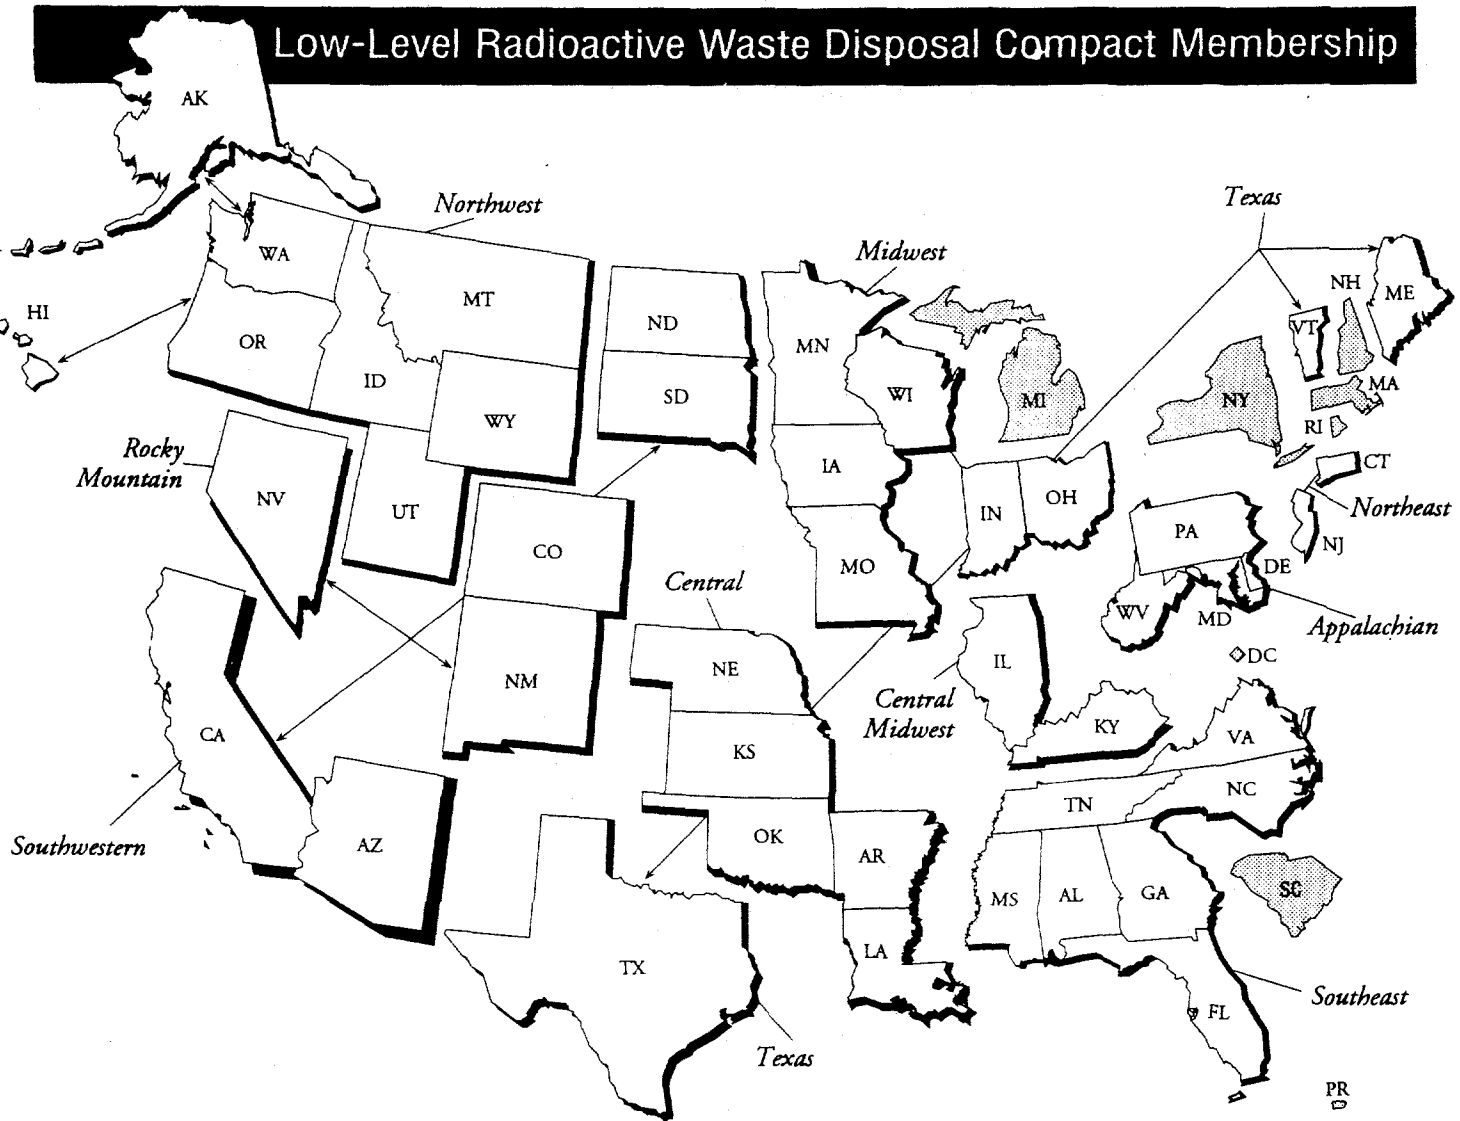 Low-Level Radioactive Waste Disposal Compact Membership
AK
Northwest
Texas
WA
Midwest
HI
MT
NH
ME
OR
ND
MN
VT
ID
SD
WI
MI
NY
MA
WY
RI
Rocky
Mountain
NV
UT
IA
IN
OH
CT
Northeast
CO
MO
PA
NJ
DE
Central
WV
MD
Appalachian
NM
NE
IL
DC
CA
KS
Central
Midwest
KY
VA
TN
NC
Southwestern
AZ
OK
AR
MS
AL
GA
SC
TX
LA
FL
Southeast
Texas
PR